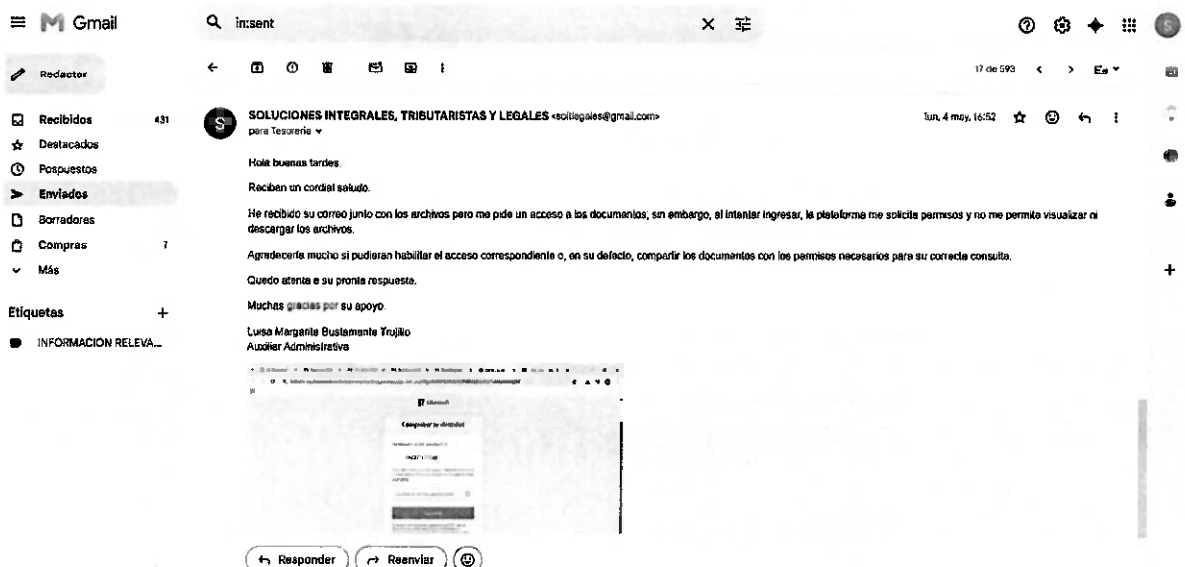 Gmail
in:sent
Redactar
17 de 593
Es
Recibidos 431
Destacados
Pospuestos
Enviados
Borradores
Compras 7
Más
Etiquetas
INFORMACION RELEVA...
S
SOLUCIONES INTEGRALES, TRIBUTARISTAS Y LEGALES <soltlegales@gmail.com>
lun, 4 may, 16:52
para Tesoreria
Hola buenas tardes.
Reciban un cordial saludo.
He recibido su correo junto con los archivos pero me pide un acceso a los documentos; sin embargo, al intentar ingresar, la plataforma me solicita permisos y no me permite visualizar ni
descargar los archivos.
Agradecería mucho si pudieran habilitar el acceso correspondiente o, en su defecto, compartir los documentos con los permisos necesarios para su correcta consulta.
Quedo atenta a su pronta respuesta.
Muchas gracias por su apoyo.
Luisa Margarita Bustamante Trujillo
Auxiliar Administrativa
Microsoft
Comprobar su identidad
Responder
Reenviar